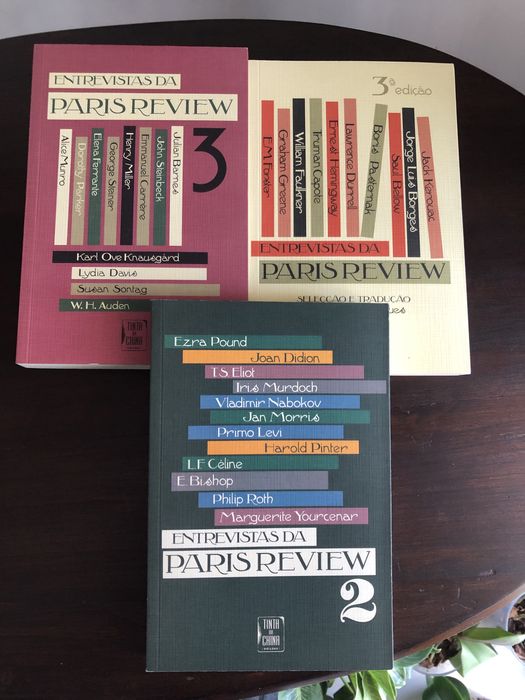 ENTREVISTAS DA
PARIS REVIEW
3
Alice Munro
Dorothy Parker
Elena Ferrante
George Steiner
Henry Miller
Emmanuel Carrère
John Steinbeck
Julian Barnes
Karl Ove Knausgård
Lydia Davis
Susan Sontag
W. H. Auden
TINTA
DA
CHINA
3ª edição
E.M. Forster
Graham Greene
William Faulkner
Truman Capote
Ernest Hemingway
Lawrence Durrell
Boris Pasternak
Saul Bellow
Jorge Luis Borges
Jack Kerouac
ENTREVISTAS DA
PARIS REVIEW
SELECÇÃO E TRADUÇÃO
Ezra Pound
Joan Didion
T.S. Eliot
Iris Murdoch
Vladimir Nabokov
Jan Morris
Primo Levi
Harold Pinter
L.F. Céline
E. Bishop
Philip Roth
Marguerite Yourcenar
ENTREVISTAS DA
PARIS REVIEW
2
TINTA
DA
CHINA